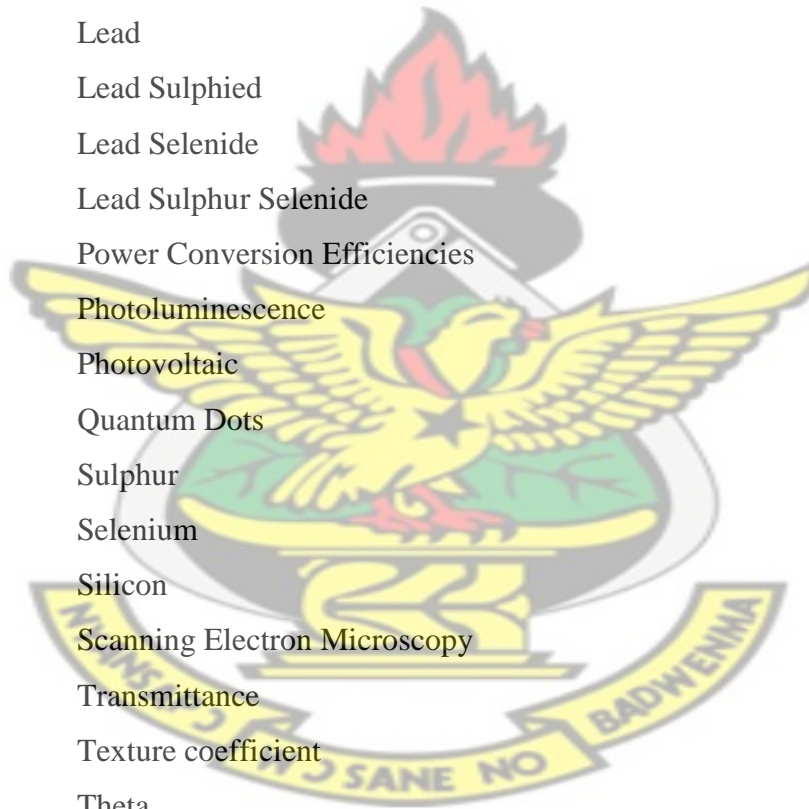 Lead
Lead Sulphied
Lead Selenide
Lead Sulphur Selenide
Power Conversion Efficiencies
Photoluminescence
Photovoltaic
Quantum Dots
Sulphur
Selenium
Silicon
Scanning Electron Microscopy
Transmittance
Texture coefficient
Theta
SANE NO BADWENMA